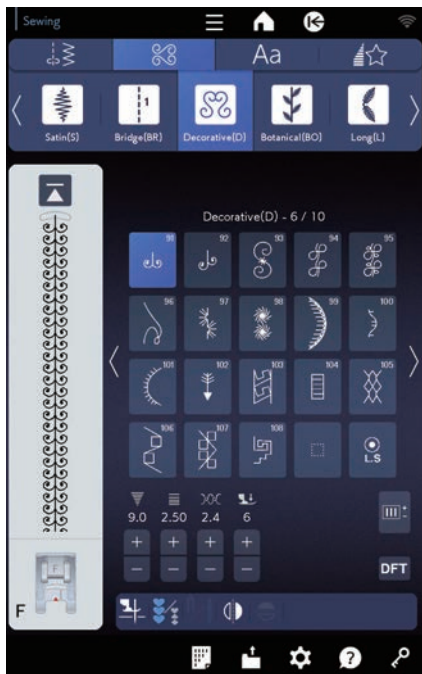 Sewing
Aa
1
Satin(S) Bridge(BR) Decorative(D) Botanical(BO) Long(L)
Decorative(D) - 6 / 10
91 92 93 94 95
96 97 98 99 100
101 102 103 104 105
106 107 108
L.S
9.0 2.50 2.4 6
+ + + +
− − − −
DFT
F
F
?